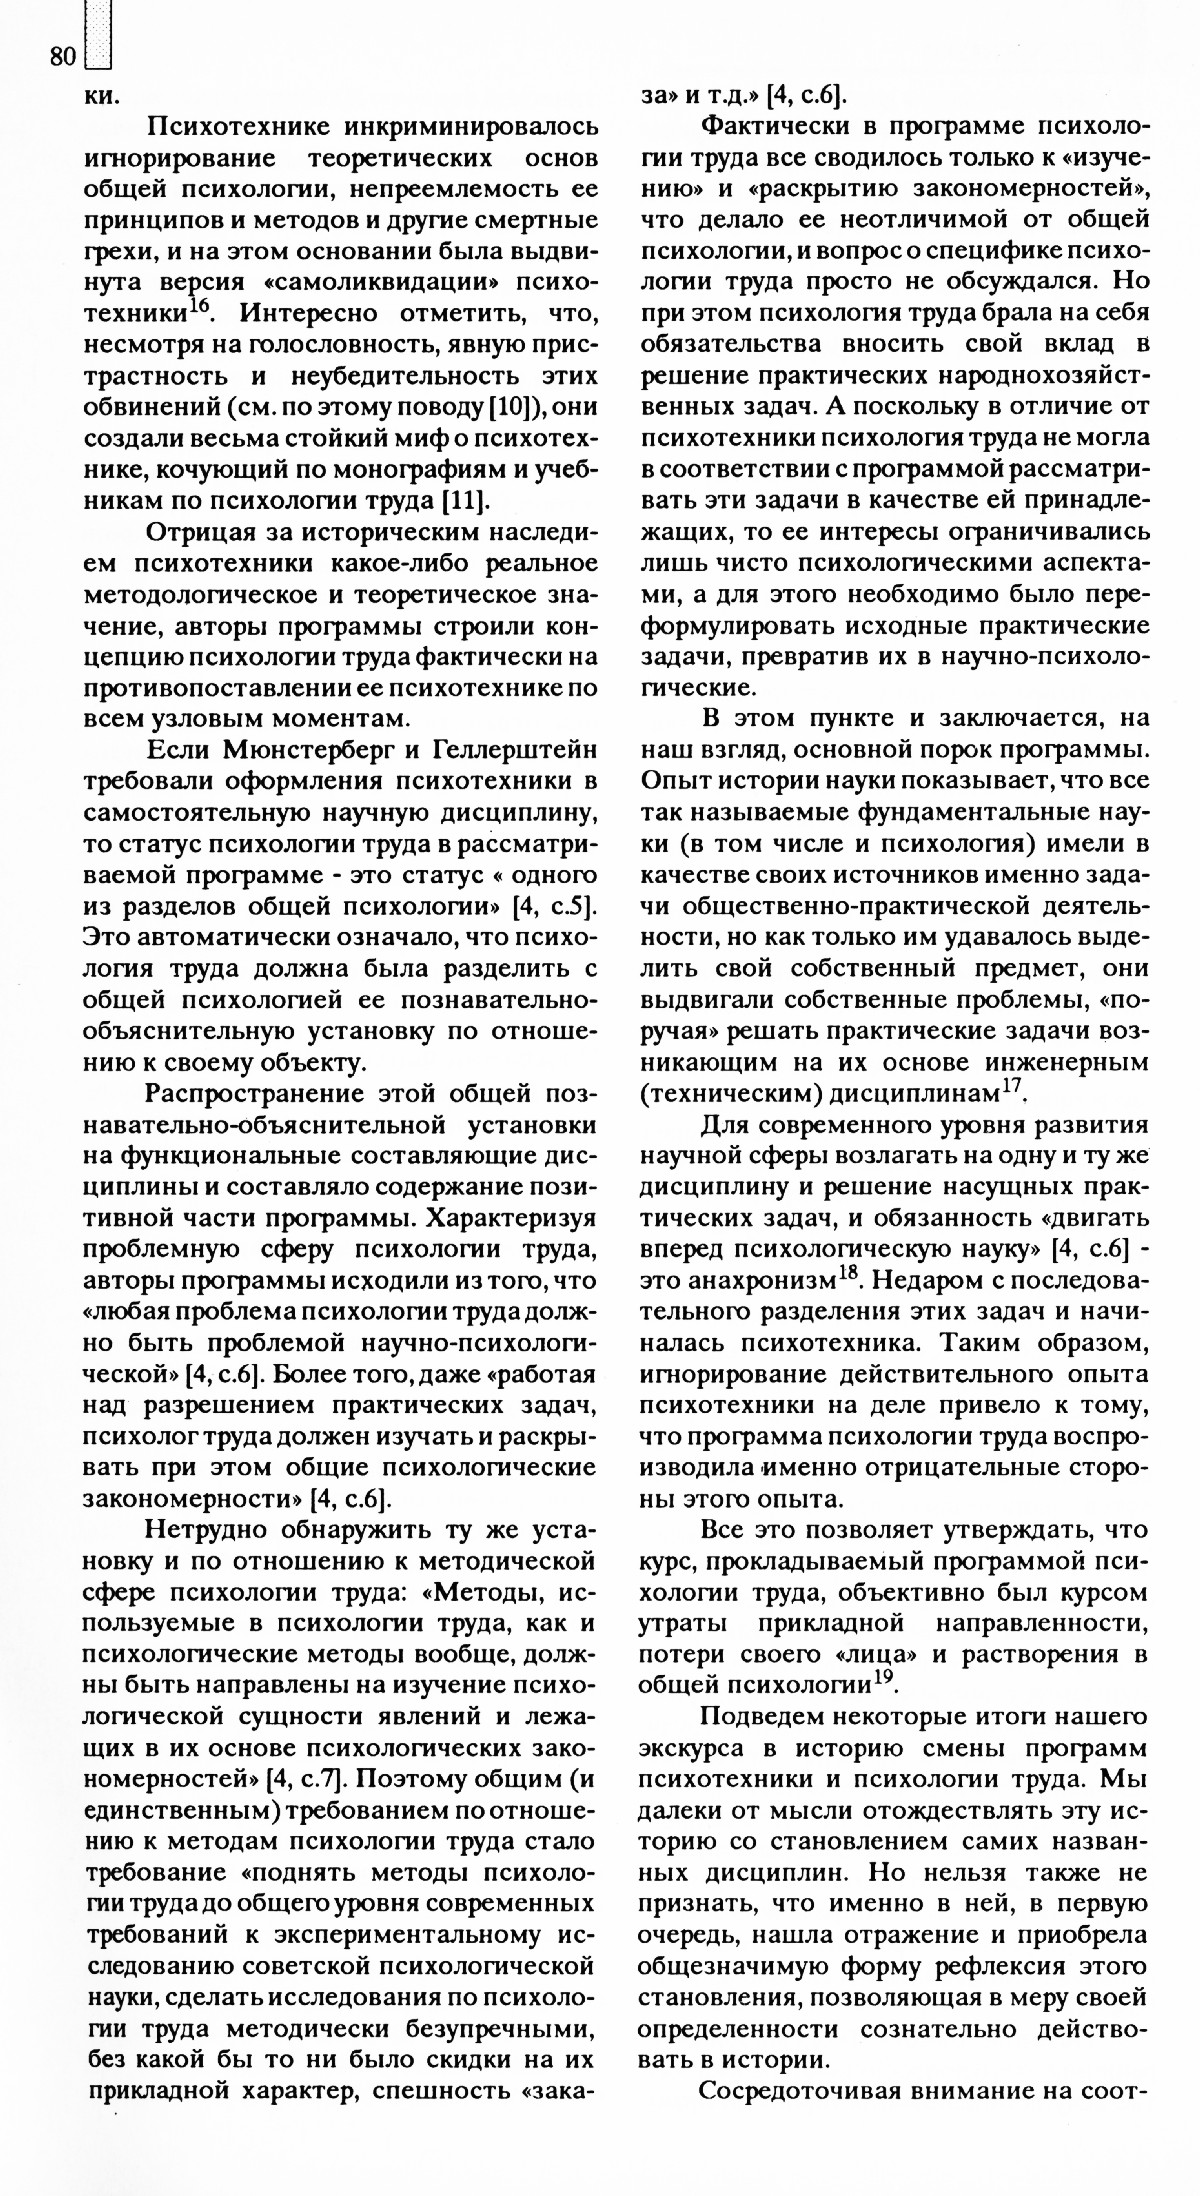 80
ки.
Психотехнике инкриминировалось
игнорирование теоретических основ
общей психологии, непреемлемость ее
принципов и методов и другие смертные
грехи, и на этом основании была выдви-
нута версия «самоликвидации» психо-
техники16. Интересно отметить, что,
несмотря на голословность, явную прис-
трастность и неубедительность этих
обвинений (см. по этому поводу [10]), они
создали весьма стойкий миф о психотех-
нике, кочующий по монографиям и учеб-
никам по психологии труда [11].
Отрицая за историческим наследи-
ем психотехники какое-либо реальное
методологическое и теоретическое зна-
чение, авторы программы строили кон-
цепцию психологии труда фактически на
противопоставлении ее психотехнике по
всем узловым моментам.
Если Мюнстерберг и Геллерштейн
требовали оформления психотехники в
самостоятельную научную дисциплину,
то статус психологии труда в рассматри-
ваемой программе - это статус « одного
из разделов общей психологии» [4, с.5].
Это автоматически означало, что психо-
логия труда должна была разделить с
общей психологией ее познавательно-
объяснительную установку по отноше-
нию к своему объекту.
Распространение этой общей поз-
навательно-объяснительной установки
на функциональные составляющие дис-
циплины и составляло содержание пози-
тивной части программы. Характеризуя
проблемную сферу психологии труда,
авторы программы исходили из того, что
«любая проблема психологии труда долж-
но быть проблемой научно-психологи-
ческой» [4, с.6]. Более того, даже «работая
над разрешением практических задач,
психолог труда должен изучать и раскры-
вать при этом общие психологические
закономерности» [4, с.6].
Нетрудно обнаружить ту же уста-
новку и по отношению к методической
сфере психологии труда: «Методы, ис-
пользуемые в психологии труда, как и
психологические методы вообще, долж-
ны быть направлены на изучение психо-
логической сущности явлений и лежа-
щих в их основе психологических зако-
номерностей» [4, с.7]. Поэтому общим (и
единственным) требованием по отноше-
нию к методам психологии труда стало
требование «поднять методы психоло-
гии труда до общего уровня современных
требований к экспериментальному ис-
следованию советской психологической
науки, сделать исследования по психоло-
гии труда методически безупречными,
без какой бы то ни было скидки на их
прикладной характер, спешность «зака-
за» и т.д.» [4, с.6].
Фактически в программе психоло-
гии труда все сводилось только к «изуче-
нию» и «раскрытию закономерностей»,
что делало ее неотличимой от общей
психологии, и вопрос о специфике психо-
логии труда просто не обсуждался. Но
при этом психология труда брала на себя
обязательства вносить свой вклад в
решение практических народнохозяйст-
венных задач. А поскольку в отличие от
психотехники психология труда не могла
в соответствии с программой рассматри-
вать эти задачи в качестве ей принадле-
жащих, то ее интересы ограничивались
лишь чисто психологическими аспекта-
ми, а для этого необходимо было пере-
формулировать исходные практические
задачи, превратив их в научно-психоло-
гические.
В этом пункте и заключается, на
наш взгляд, основной порок программы.
Опыт истории науки показывает, что все
так называемые фундаментальные нау-
ки (в том числе и психология) имели в
качестве своих источников именно зада-
чи общественно-практической деятель-
ности, но как только им удавалось выде-
лить свой собственный предмет, они
выдвигали собственные проблемы, «по-
ручая» решать практические задачи воз-
никающим на их основе инженерным
(техническим) дисциплинам17.
Для современного уровня развития
научной сферы возлагать на одну и ту же
дисциплину и решение насущных прак-
тических задач, и обязанность «двигать
вперед психологическую науку» [4, с.6] -
это анахронизм18. Недаром с последова-
тельного разделения этих задач и начи-
налась психотехника. Таким образом,
игнорирование действительного опыта
психотехники на деле привело к тому,
что программа психологии труда воспро-
изводила именно отрицательные сторо-
ны этого опыта.
Все это позволяет утверждать, что
курс, прокладываемый программой пси-
хологии труда, объективно был курсом
утраты прикладной направленности,
потери своего «лица» и растворения в
общей психологии19.
Подведем некоторые итоги нашего
экскурса в историю смены программ
психотехники и психологии труда. Мы
далеки от мысли отождествлять эту ис-
торию со становлением самих назван-
ных дисциплин. Но нельзя также не
признать, что именно в ней, в первую
очередь, нашла отражение и приобрела
общезначимую форму рефлексия этого
становления, позволяющая в меру своей
определенности сознательно действо-
вать в истории.
Сосредоточивая внимание на соот-